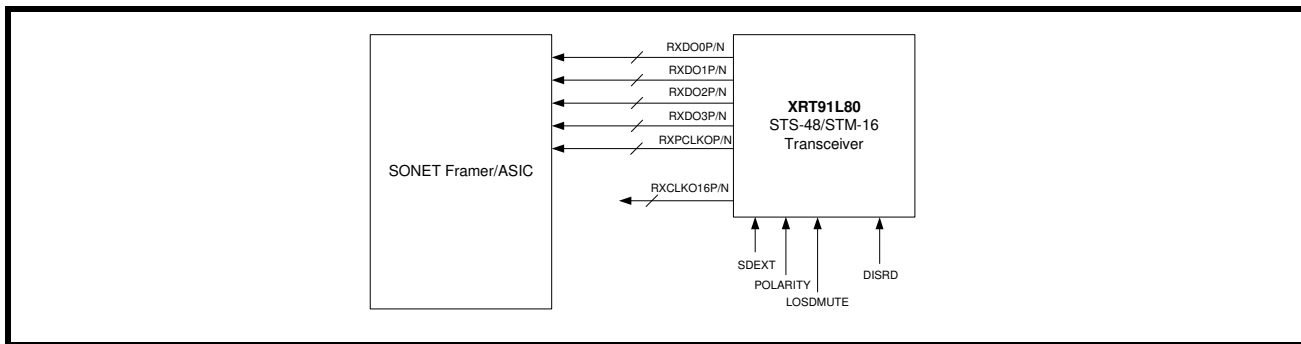 RXDO0P/N
RXDO1P/N
RXDO2P/N
RXDO3P/N
RXPCLKOP/N
RXCLKO16P/N
SONET Framer/ASIC
XRT91L80
STS-48/STM-16
Transceiver
SDEXT
POLARITY
LOSDMUTE
DISRD